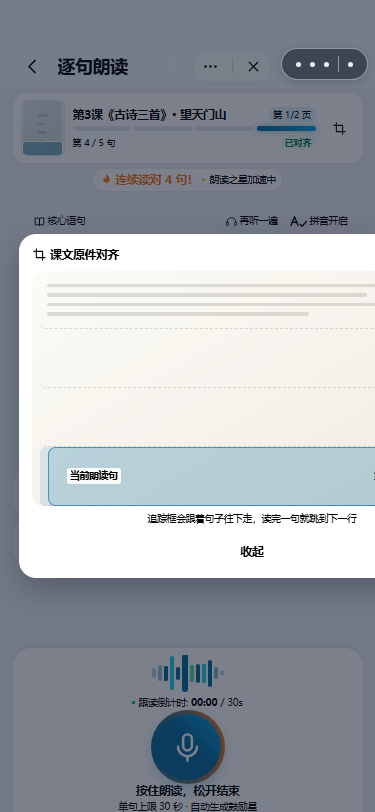 逐句朗读
第3课《古诗三首》• 望天门山
第 1/2 页
第 4 / 5 句
已对齐
连续读对 4 句！ • 朗读之星加速中
核心语句
再听一遍
拼音开启
课文原件对齐
当前朗读句
追踪框会跟着句子往下走，读完一句就跳到下一行
收起
跟读倒计时: 00:00 / 30s
按住朗读，松开结束
单句上限 30 秒 · 自动生成鼓励星